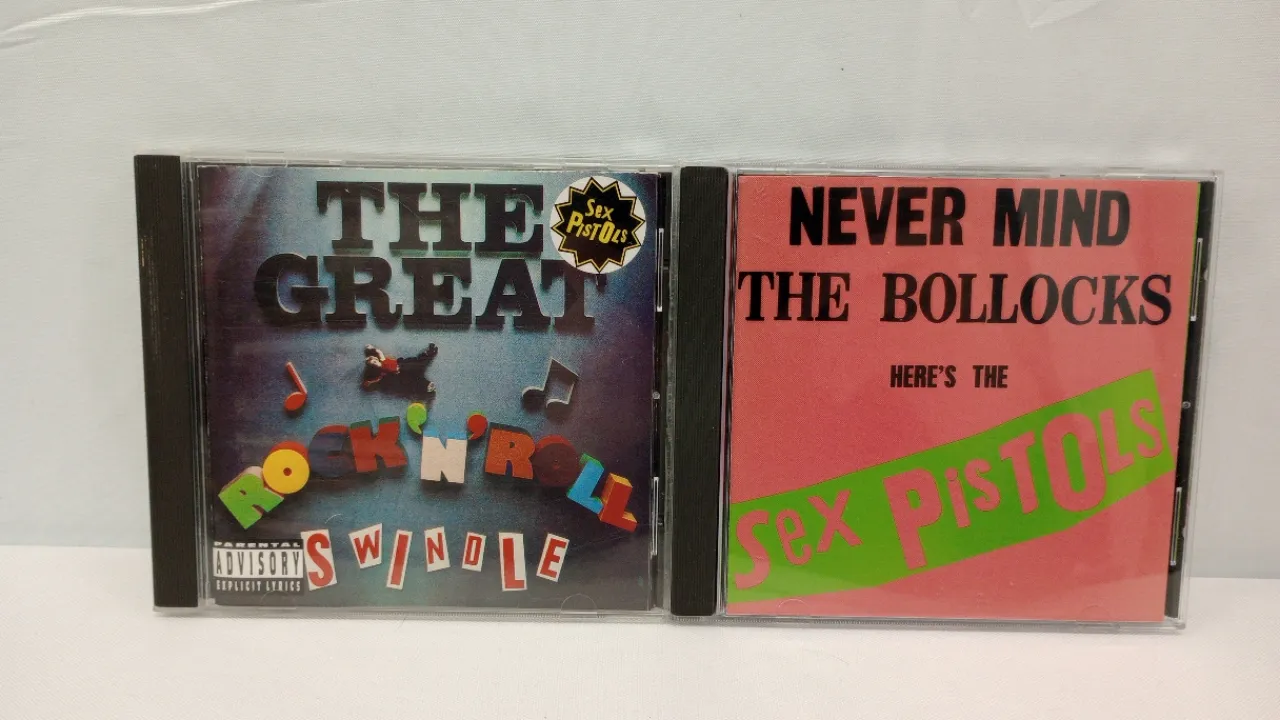 THE
GREAT
Sex
PISTOLS
ROCK 'N' ROLL
SWINDLE
PARENTAL
ADVISORY
EXPLICIT LYRICS
NEVER MIND
THE BOLLOCKS
HERE'S THE
Sex PiSTOLS